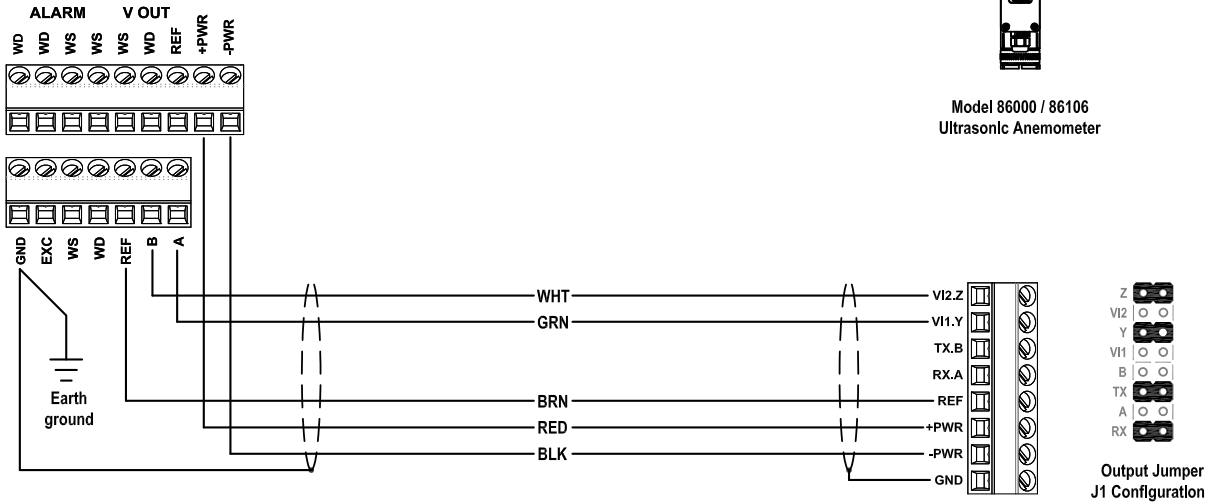 ALARM V OUT
WD WD WS WS WS WD REF +PWR -PWR
Model 86000 / 86106
Ultrasonic Anemometer
GND EXC WS WD REF B A
WHT
GRN
BRN
RED
BLK
Earth
ground
VI2.Z
VI1.Y
TX.B
RX.A
REF
+PWR
-PWR
GND
Z
VI2
Y
VI1
B
TX
A
RX
Output Jumper
J1 Configuration